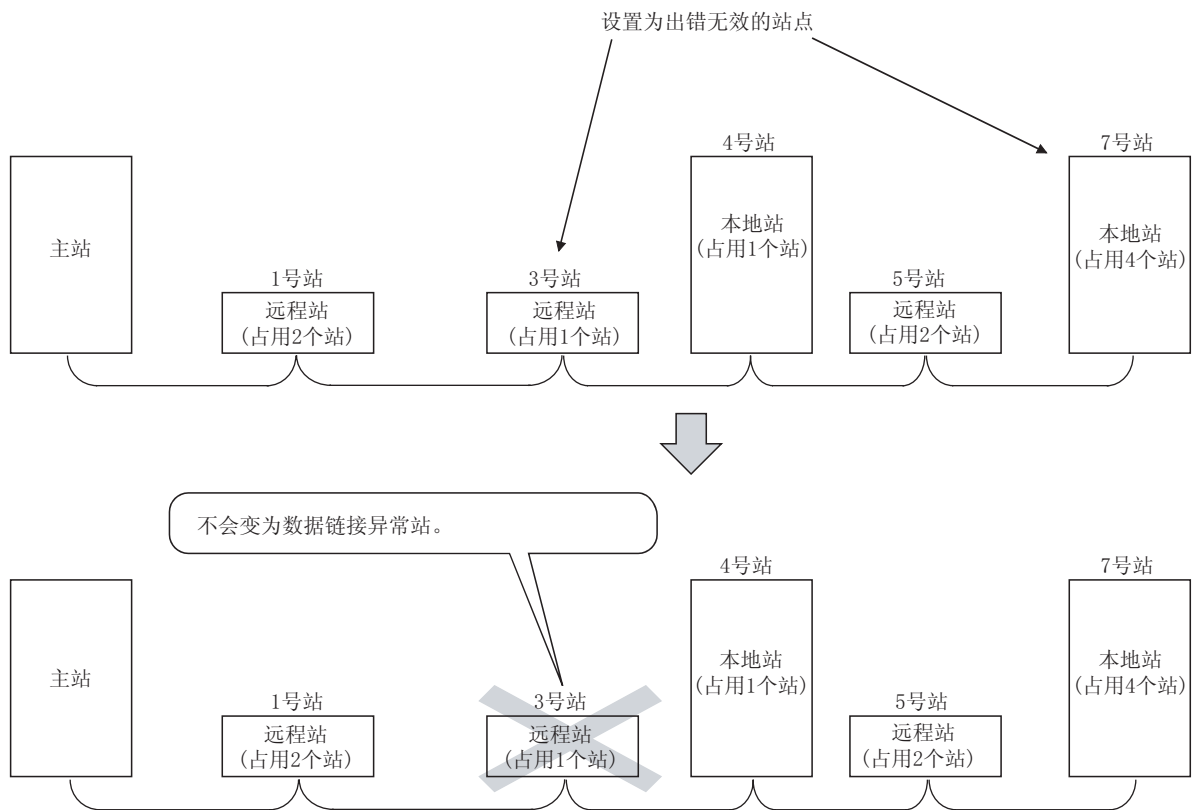 设置为出错无效的站点
4号站
7号站
主站
本地站
(占用1个站)
本地站
(占用4个站)
1号站
3号站
5号站
远程站
(占用2个站)
远程站
(占用1个站)
远程站
(占用2个站)
不会变为数据链接异常站。
4号站
7号站
主站
本地站
(占用1个站)
本地站
(占用4个站)
1号站
3号站
5号站
远程站
(占用2个站)
远程站
(占用1个站)
远程站
(占用2个站)